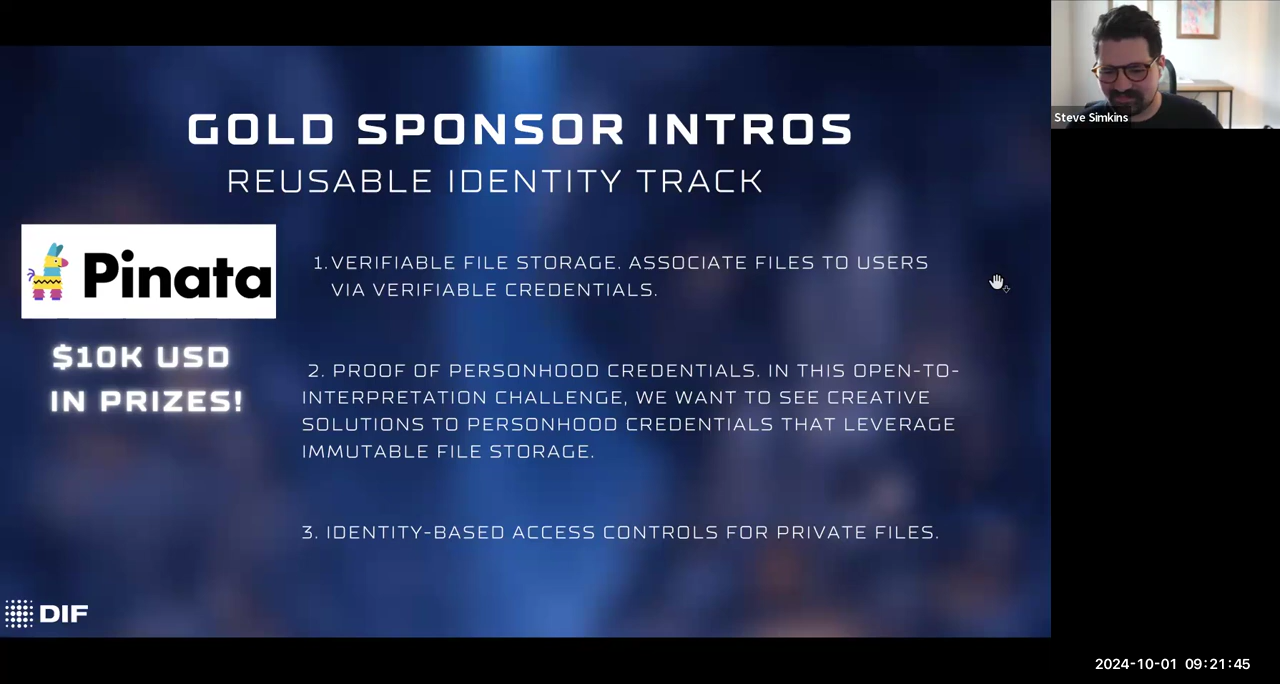 GOLD SPONSOR INTROS
REUSABLE IDENTITY TRACK
Pinata
$10K USD
IN PRIZES!
1. VERIFIABLE FILE STORAGE. ASSOCIATE FILES TO USERS
VIA VERIFIABLE CREDENTIALS.
2. PROOF OF PERSONHOOD CREDENTIALS. IN THIS OPEN-TO-
INTERPRETATION CHALLENGE, WE WANT TO SEE CREATIVE
SOLUTIONS TO PERSONHOOD CREDENTIALS THAT LEVERAGE
IMMUTABLE FILE STORAGE.
3. IDENTITY-BASED ACCESS CONTROLS FOR PRIVATE FILES.
DIF
Steve Simkins
2024-10-01 09:21:45